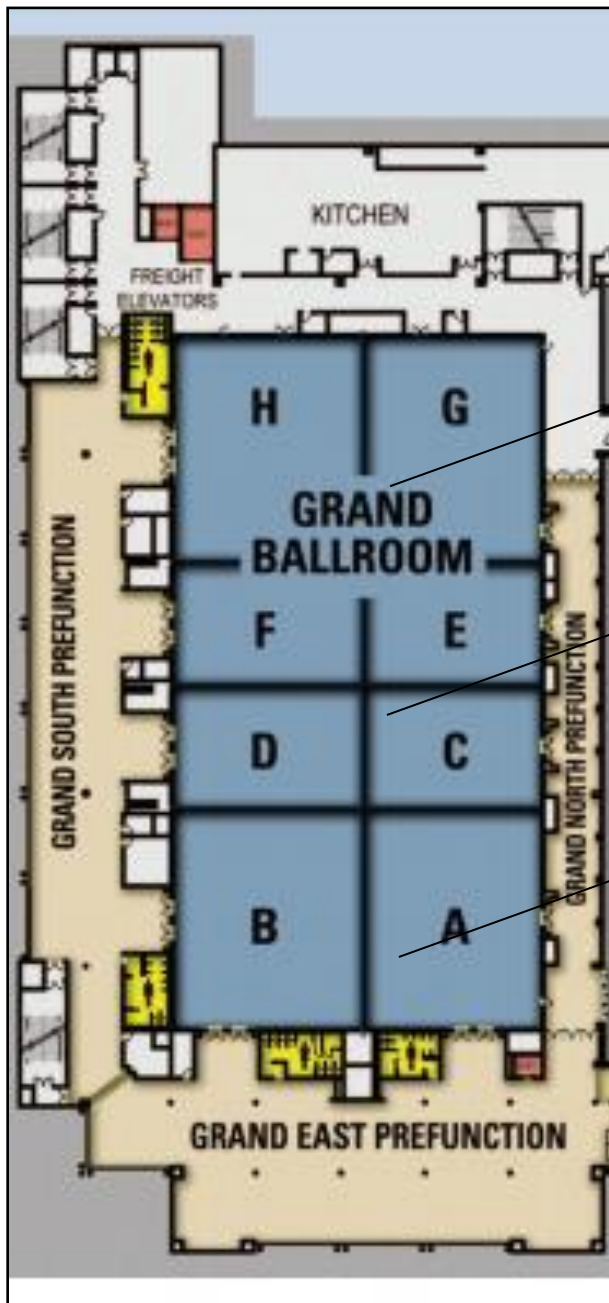 KITCHEN
FREIGHT
ELEVATORS
H
G
GRAND
BALLROOM
F
E
D
C
B
A
GRAND SOUTH PREFUNCTION
GRAND NORTH PREFUNCTION
GRAND EAST PREFUNCTION